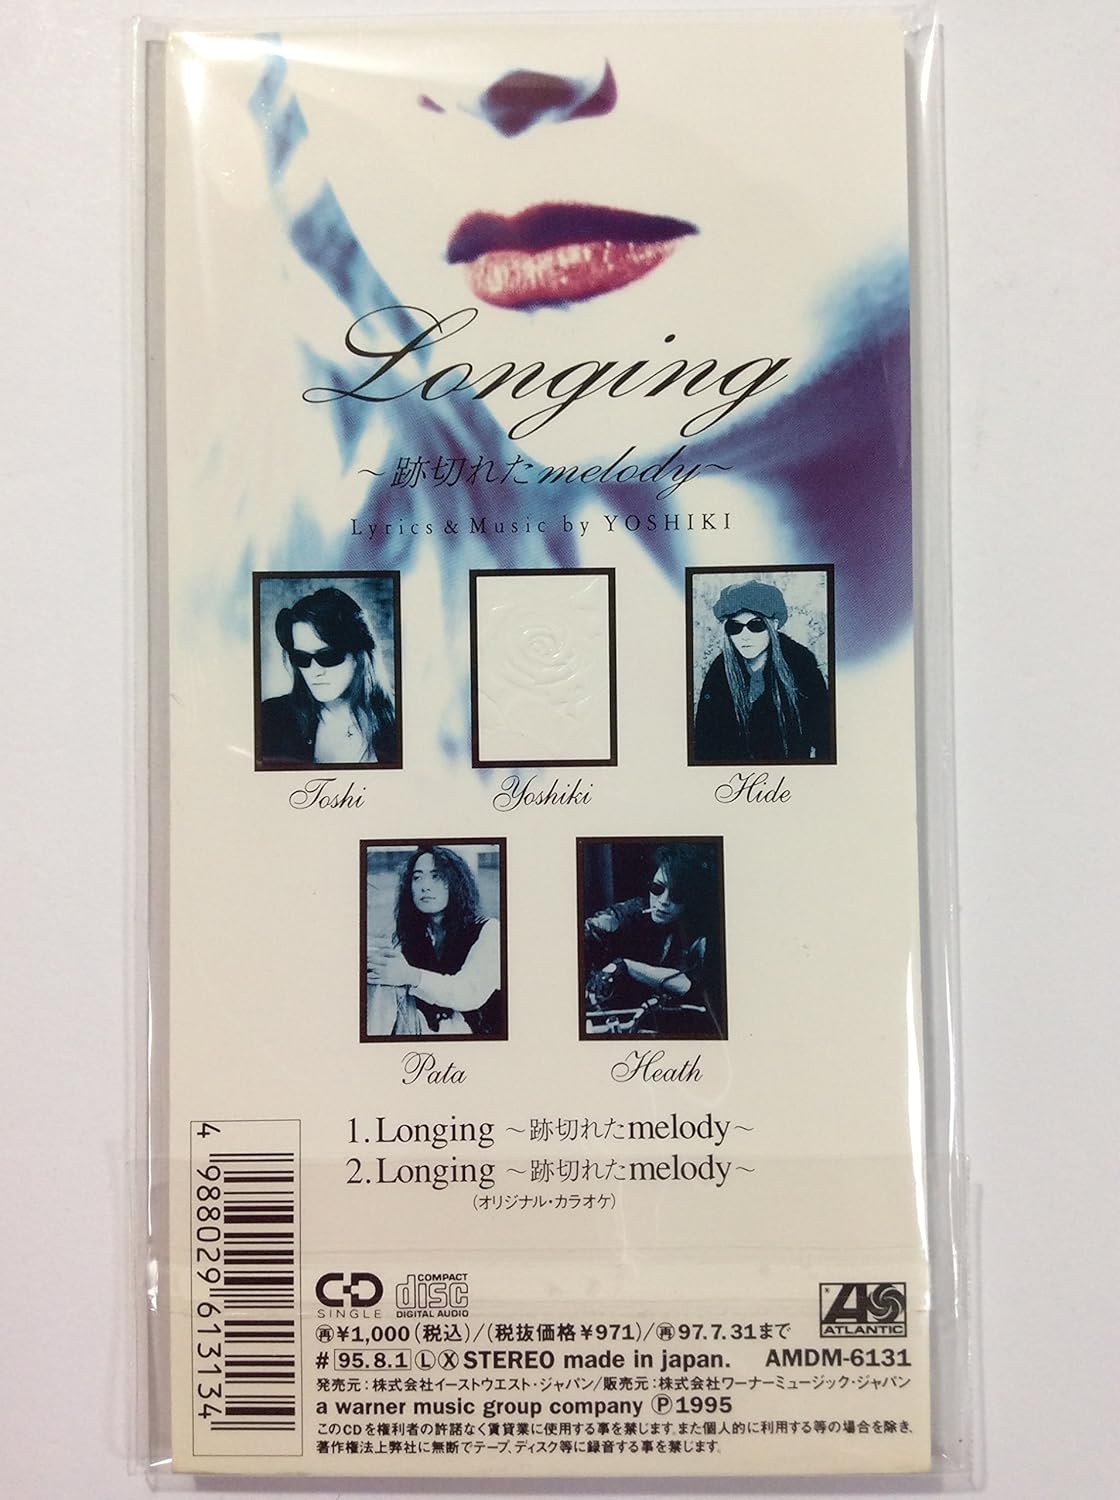 Longing
～跡切れたmelody～
Lyrics & Music by YOSHIKI
Toshi
Yoshiki
Hide
Pata
Heath
1. Longing ～跡切れたmelody～
2. Longing ～跡切れたmelody～
(オリジナル・カラオケ)
4 988029 613134
CD SINGLE
COMPACT disc DIGITAL AUDIO
ATLANTIC
再¥1,000(税込)/(税抜価格¥971)/再97.7.31まで
# 95.8.1 L X STEREO made in japan. AMDM-6131
発売元:株式会社イーストウエスト・ジャパン/販売元:株式会社ワーナーミュージック・ジャパン
a warner music group company Ⓟ1995
このCDを権利者の許諾なく賃貸業に使用する事を禁じます。また個人的に利用する等の場合を除き、
著作権法上弊社に無断でテープ、ディスク等に録音する事を禁じます。